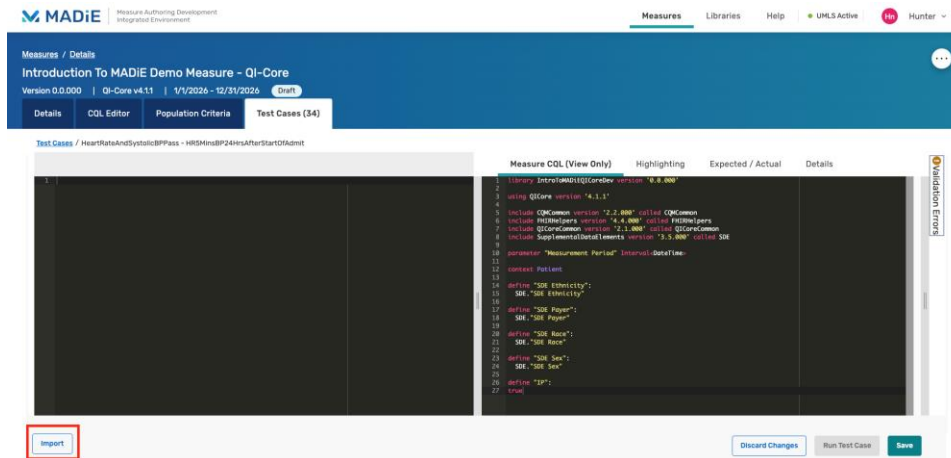 MADiE Measure Authoring Development
Integrated Environment
Measures Libraries Help UMLS Active Hn Hunter
Measures / Details
Introduction To MADiE Demo Measure - QI-Core
Version 0.0.000 | QI-Core v4.1.1 | 1/1/2026 - 12/31/2026 Draft
Details CQL Editor Population Criteria Test Cases (34)
Test Cases / HeartRateAndSystolicBPPass - HR5MinsBP24HrsAfterStartOfAdmit
Measure CQL (View Only) Highlighting Expected / Actual Details
Validation Errors
1
1 library IntroToMADiEQICoreDev version '0.0.000'
2
3 using QICore version '4.1.1'
4
5 include CQMCommon version '2.2.000' called CQMCommon
6 include FHIRHelpers version '4.4.000' called FHIRHelpers
7 include QICoreCommon version '2.1.000' called QICoreCommon
8 include SupplementalDataElements version '3.5.000' called SDE
9
10 parameter "Measurement Period" Interval<DateTime>
11
12 context Patient
13
14 define "SDE Ethnicity":
15 SDE."SDE Ethnicity"
16
17 define "SDE Payer":
18 SDE."SDE Payer"
19
20 define "SDE Race":
21 SDE."SDE Race"
22
23 define "SDE Sex":
24 SDE."SDE Sex"
25
26 define "IP":
27 true
Import Discard Changes Run Test Case Save